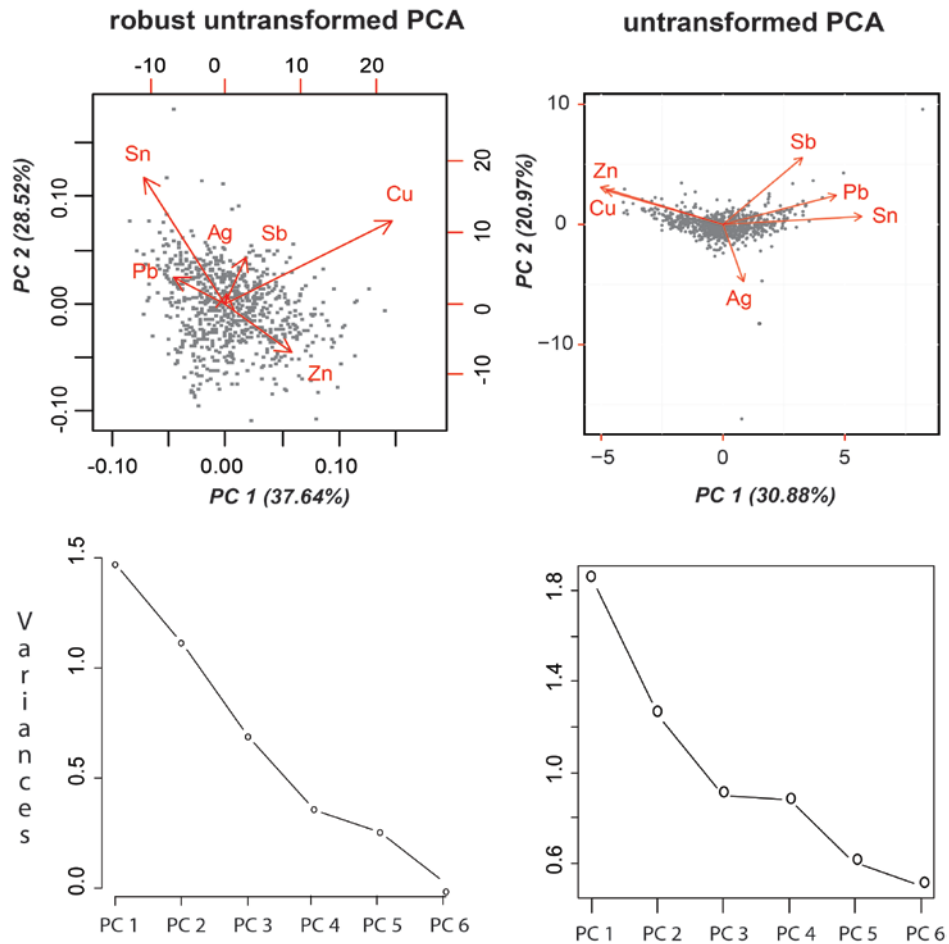 robust untransformed PCA
untransformed PCA
-10 0 10 20
Sn
Cu
Ag
Sb
Pb
Zn
20
10
0
-10
0.10
0.00
-0.10
PC 2 (28.52%)
-0.10 0.00 0.10
PC 1 (37.64%)
10
0
−10
PC 2 (20.97%)
Sb
Zn
Pb
Cu
Sn
Ag
−5 0 5
PC 1 (30.88%)
Variances
1.5
1.0
0.5
0.0
PC 1 PC 2 PC 3 PC 4 PC 5 PC 6
1.8
1.4
1.0
0.6
PC 1 PC 2 PC 3 PC 4 PC 5 PC 6